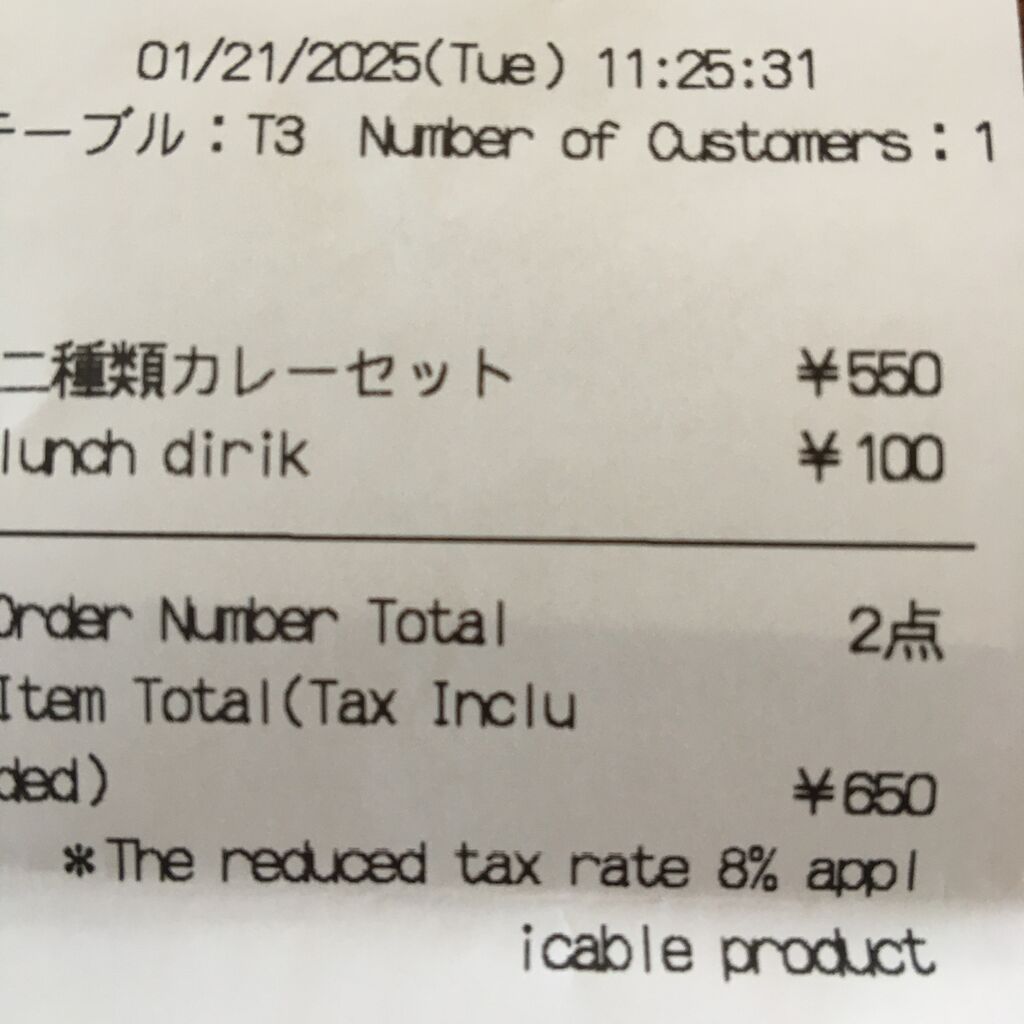 01/21/2025(Tue) 11:25:31
テーブル：T3 Number of Customers：1
二種類カレーセット ¥550
lunch dirik ¥100
Order Number Total 2点
Item Total(Tax Inclu
ded) ¥650
*The reduced tax rate 8% appl
icable product